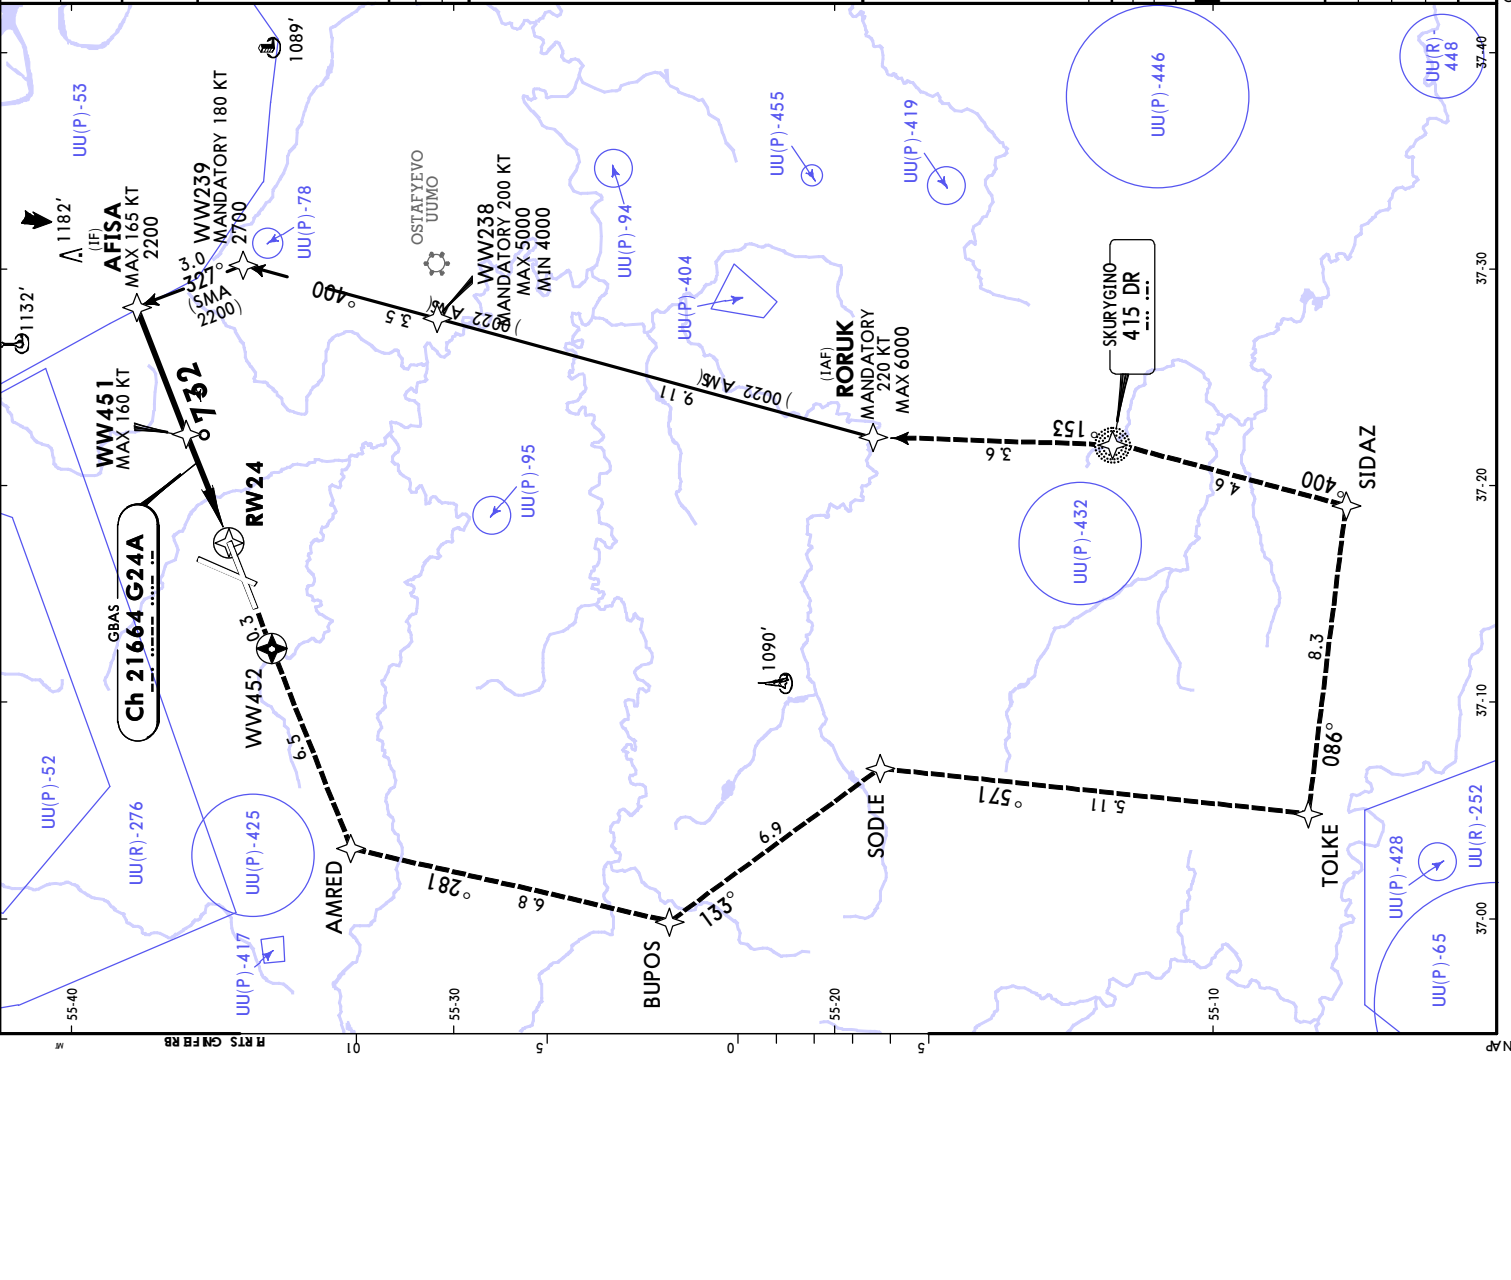 UU(P)-53
1089'
UU(P)-446
UU(R)-
448
37-40
UU(P)-455
UU(P)-419
1182'
(IF)
AFISA
MAX 165 KT
2200
WW239
MANDATORY 180 KT
2700
UU(P)-78
OSTAFYEVO
UUMO
WW238
MANDATORY 200 KT
MAX 5000
MIN 4000
UU(P)-94
UU(P)-404
37-30
1132'
3.0
327°
(SMA
2200)
400°
3.5
9.11
SKURYGINO
415 DR
(IAF)
RORUK
MANDATORY
220 KT
MAX 6000
WW451
MAX 160 KT
732°
153°
3.6
4.6
400°
SIDAZ
37-20
RW24
UU(P)-95
UU(P)-432
GBAS
Ch 21664 G24A
0.3
WW452
1090'
8.3
37-10
6.5
UU(P)-52
UU(R)-276
UU(P)-425
AMRED
281°
6.8
6.9
133°
SODLE
571°
5.11
086°
TOLKE
UU(P)-428
UU(R)-252
37-00
UU(P)-417
BUPOS
UU(P)-65
55-40
55-30
55-20
55-10
10
5
0
5